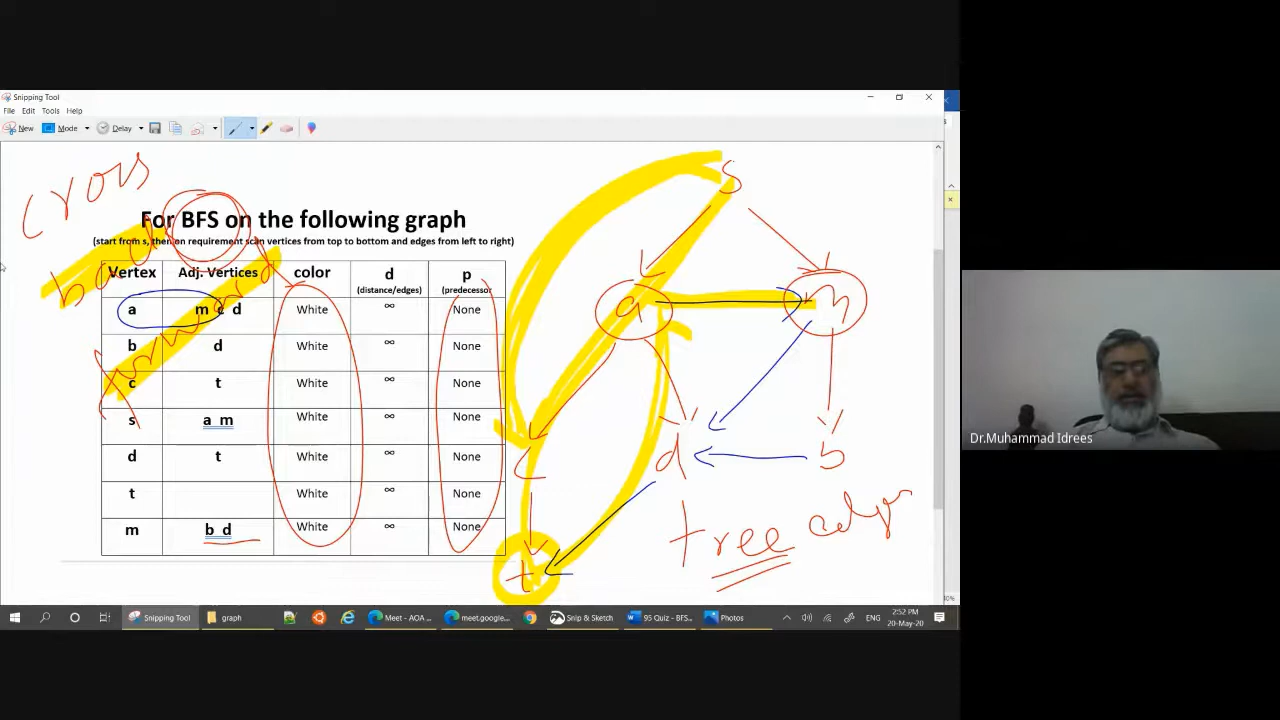 Snipping Tool
File Edit Tools Help
New Mode Delay
cross
back
forward
For BFS on the following graph
(start from s, then on requirement scan vertices from top to bottom and edges from left to right)
Vertex Adj. Vertices color d (distance/edges) p (predecessor
a m c d White ∞ None
b d White ∞ None
c t White ∞ None
s a m White ∞ None
d t White ∞ None
t White ∞ None
m b d White ∞ None
s
a m
c d b
t
tree edges
Dr.Muhammad Idrees
Snipping Tool graph Meet - AOA ... meet.google... Snip & Sketch 95 Quiz - BFS... Photos ENG 2:52 PM
20-May-20